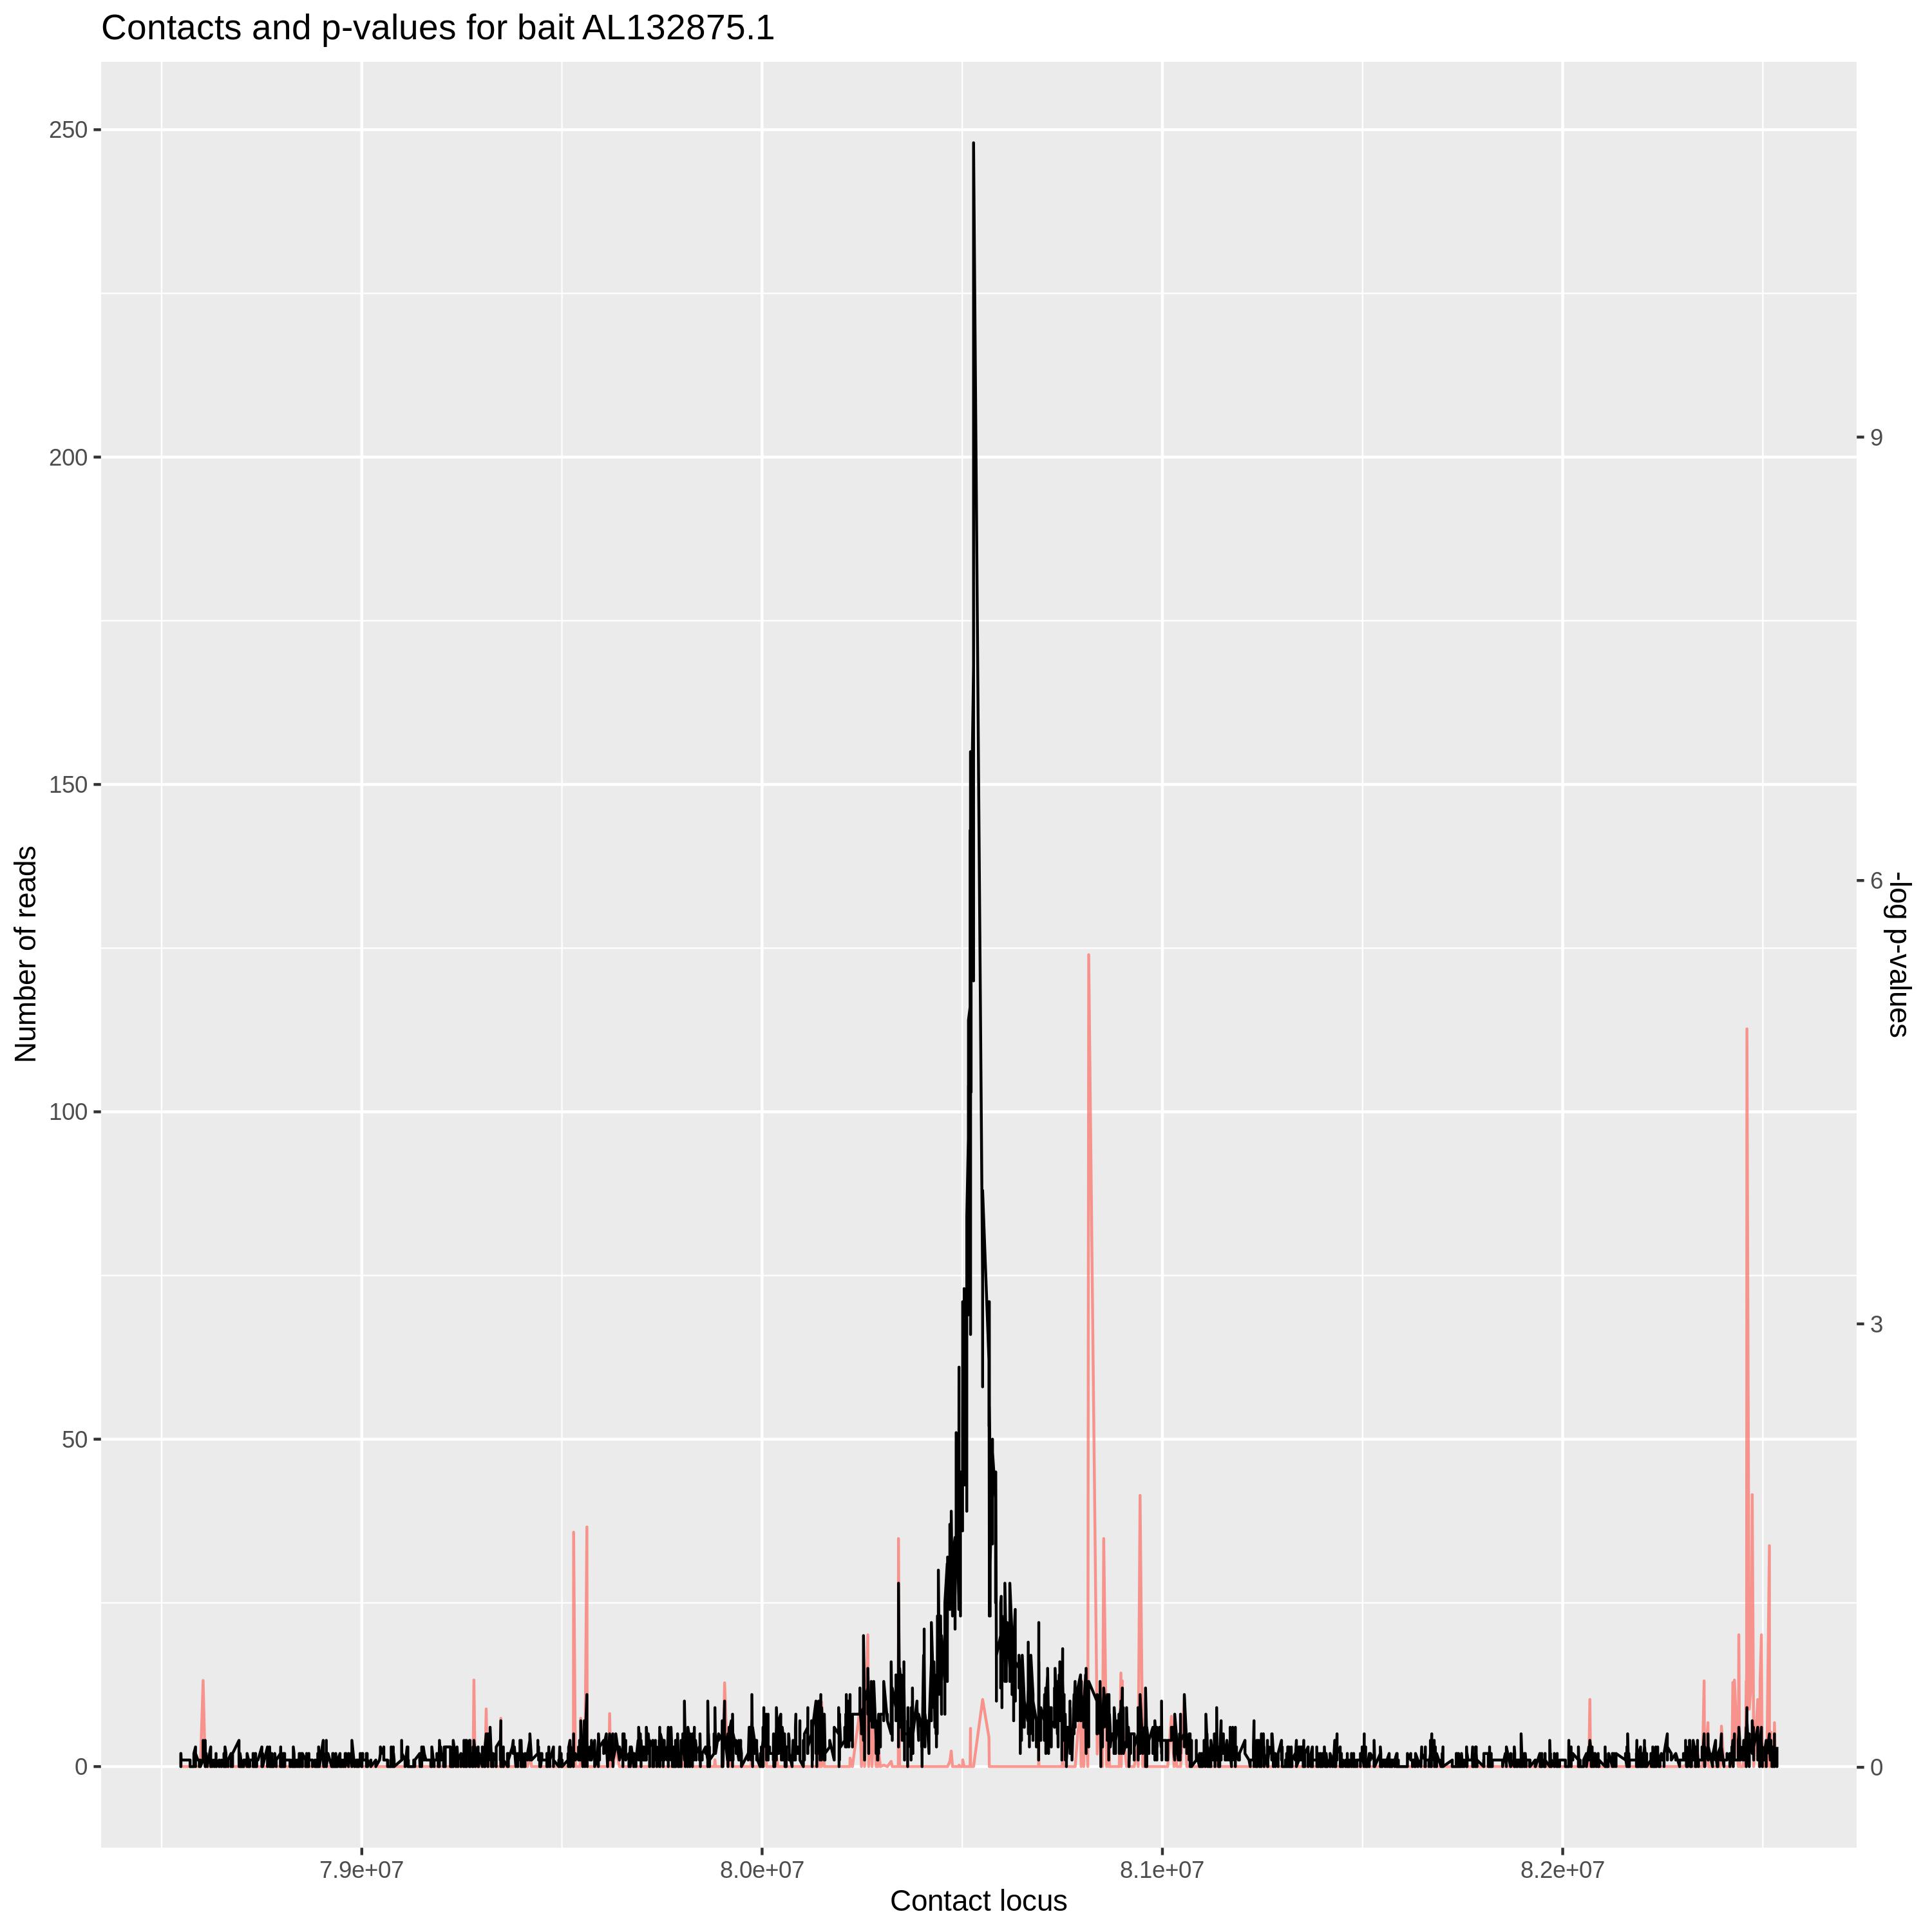 Contacts and p-values for bait AL132875.1
250
200
150
100
50
0
Number of reads
9
6
3
0
-log p-values
7.9e+07
8.0e+07
8.1e+07
8.2e+07
Contact locus